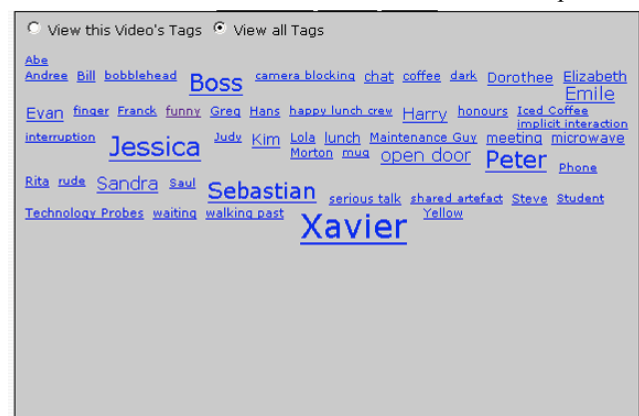 View this Video's Tags View all Tags
Abe
Andree Bill bobblehead Boss camera blocking chat coffee dark Dorothee Elizabeth
Emile
Evan finger Franck funny Greg Hans happy lunch crew Harry honours Iced Coffee
implicit interaction
interruption Jessica Judy Kim Lola lunch Maintenance Guy meeting microwave
Morton mug open door Peter Phone
Rita rude Sandra Saul Sebastian serious talk shared artefact Steve Student
Technology Probes waiting walking past Xavier Yellow